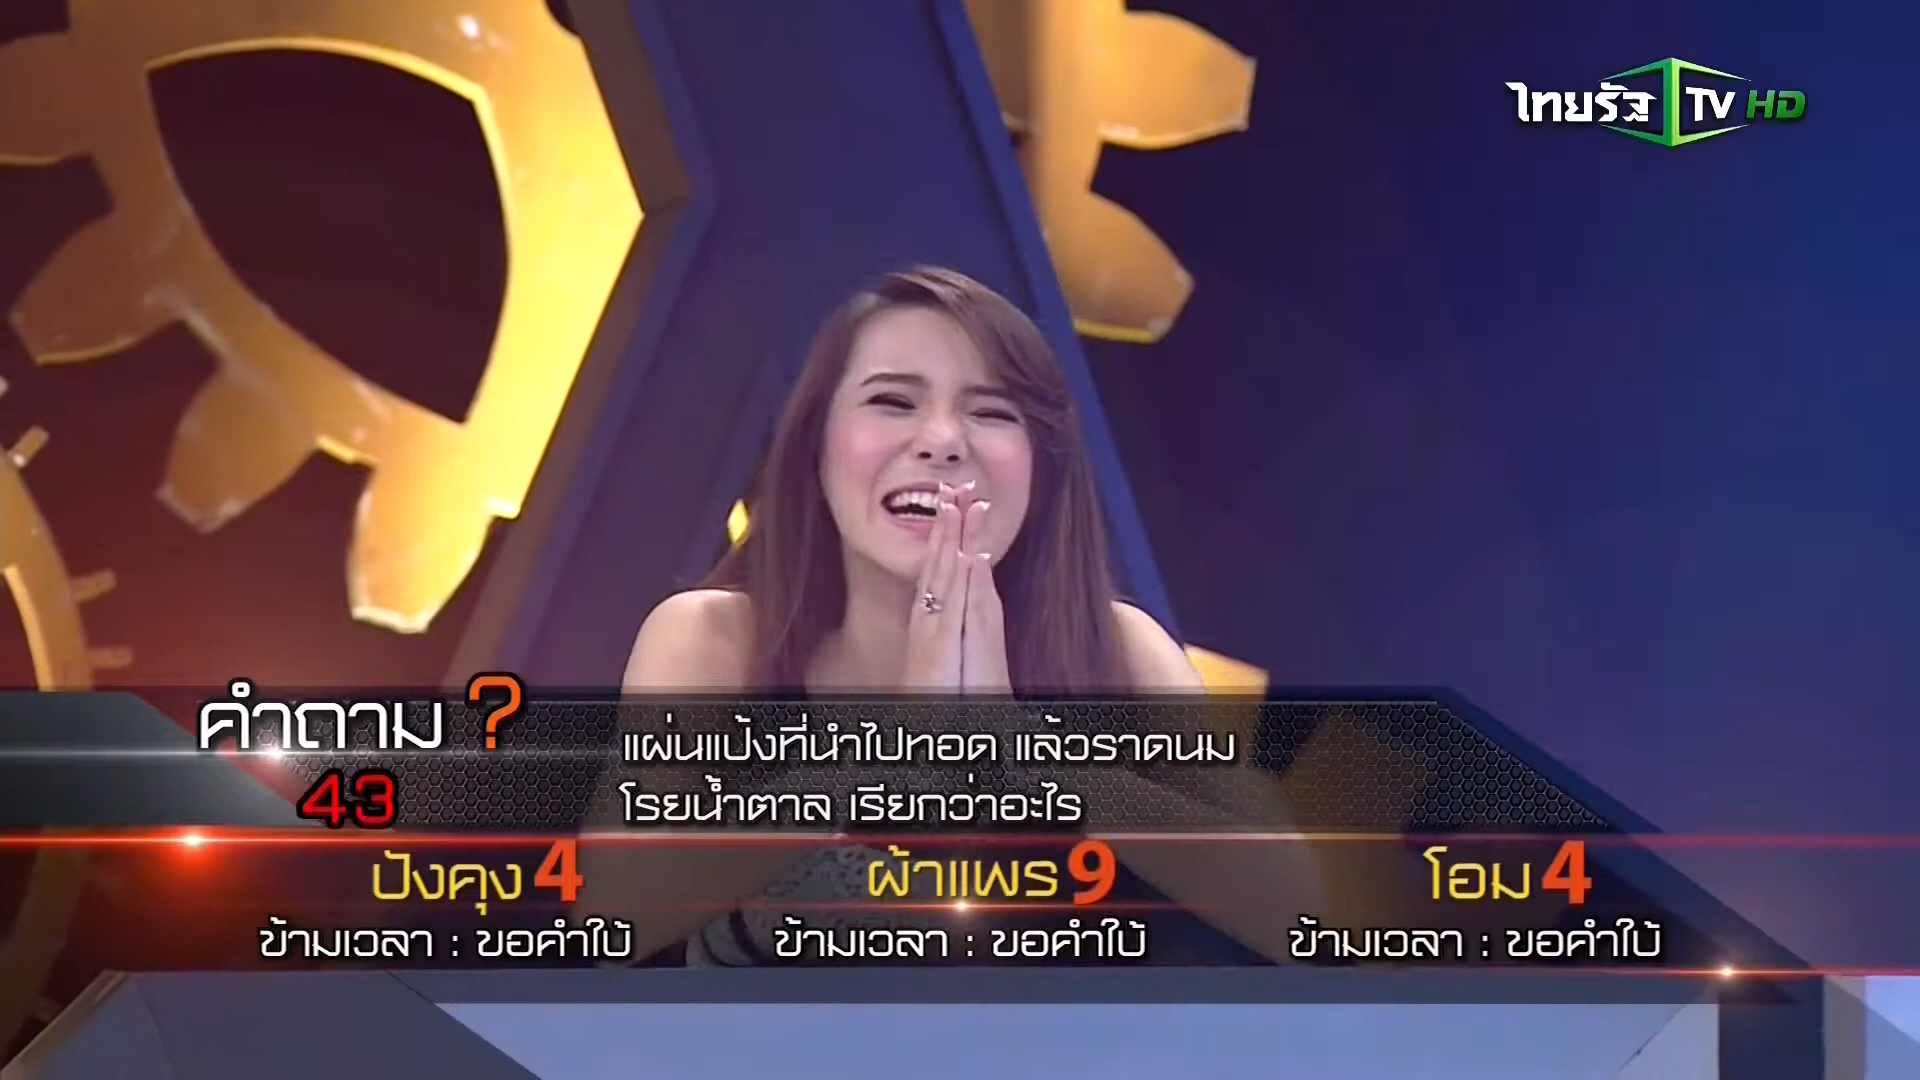 ไทยรัฐ TV HD
คำถาม ?
43
แผ่นแป้งที่นำไปทอด แล้วราดนม
โรยน้ำตาล เรียกว่าอะไร
ปังคุง 4
ผ้าแพร 9
โอม 4
ข้ามเวลา : ขอคำใบ้
ข้ามเวลา : ขอคำใบ้
ข้ามเวลา : ขอคำใบ้